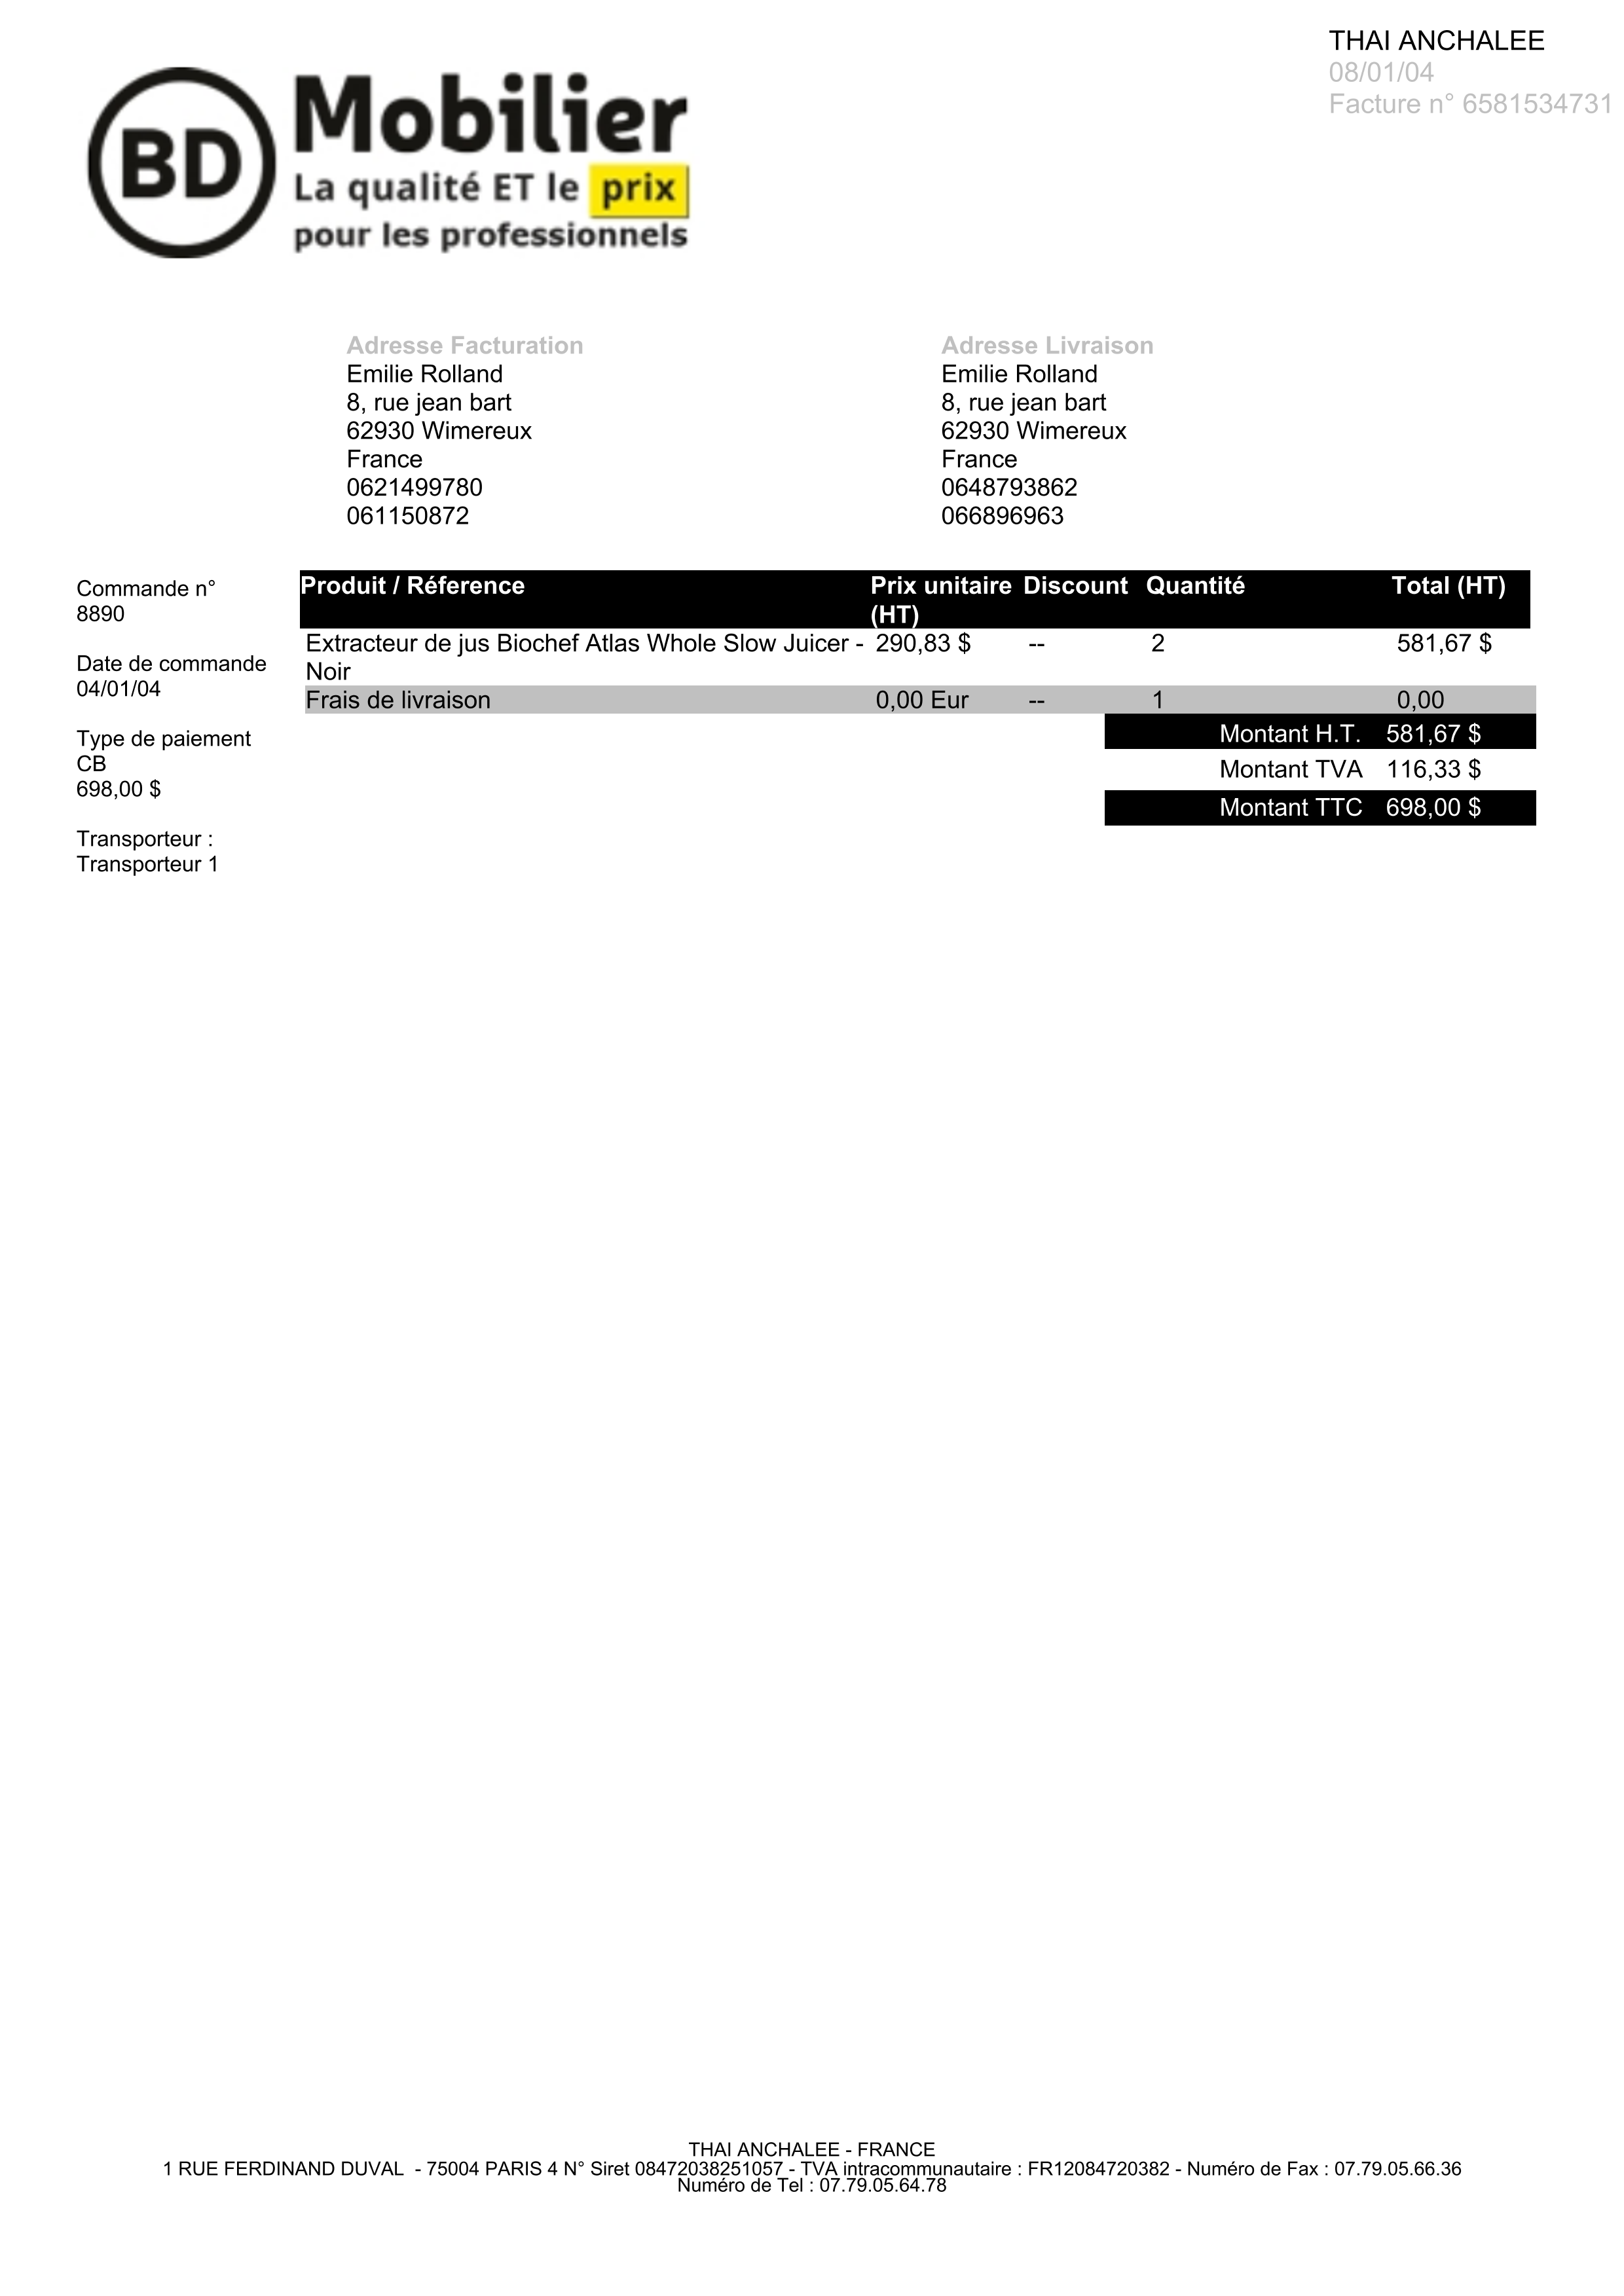 THAI ANCHALEE
08/01/04
Facture n° 6581534731
BD
Mobilier
La qualité ET le prix
pour les professionnels
Adresse Facturation
Emilie Rolland
8, rue jean bart
62930 Wimereux
France
0621499780
061150872
Adresse Livraison
Emilie Rolland
8, rue jean bart
62930 Wimereux
France
0648793862
066896963
Commande n°
8890
Date de commande
04/01/04
Type de paiement
CB
698,00 $
Transporteur :
Transporteur 1
Produit / Réference Prix unitaire Discount Quantité Total (HT)
(HT)
Extracteur de jus Biochef Atlas Whole Slow Juicer - 290,83 $ -- 2 581,67 $
Noir
Frais de livraison 0,00 Eur -- 1 0,00
Montant H.T. 581,67 $
Montant TVA 116,33 $
Montant TTC 698,00 $
THAI ANCHALEE - FRANCE
1 RUE FERDINAND DUVAL - 75004 PARIS 4 N° Siret 08472038251057 - TVA intracommunautaire : FR12084720382 - Numéro de Fax : 07.79.05.66.36
Numéro de Tel : 07.79.05.64.78